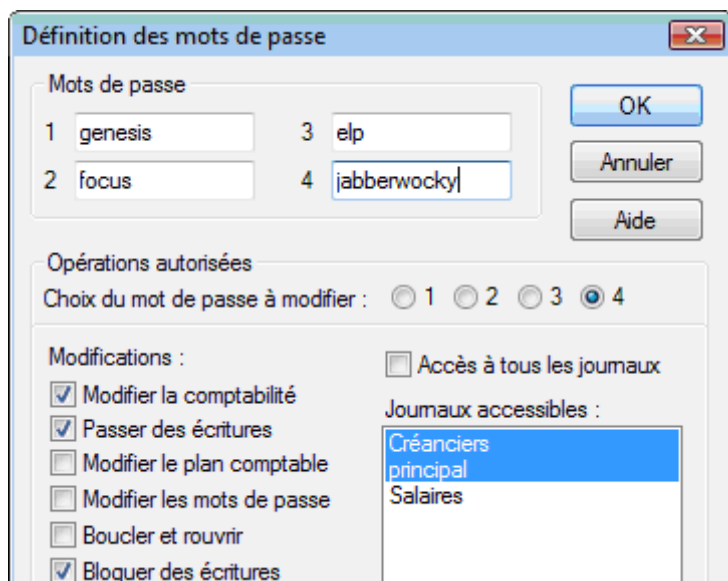 Définition des mots de passe
Mots de passe
1 genesis 3 elp
2 focus 4 jabberwocky
OK
Annuler
Aide
Opérations autorisées
Choix du mot de passe à modifier : 1 2 3 4
Modifications :
Modifier la comptabilité
Passer des écritures
Modifier le plan comptable
Modifier les mots de passe
Boucler et rouvrir
Bloquer des écritures
Accès à tous les journaux
Journaux accessibles :
Créanciers
principal
Salaires